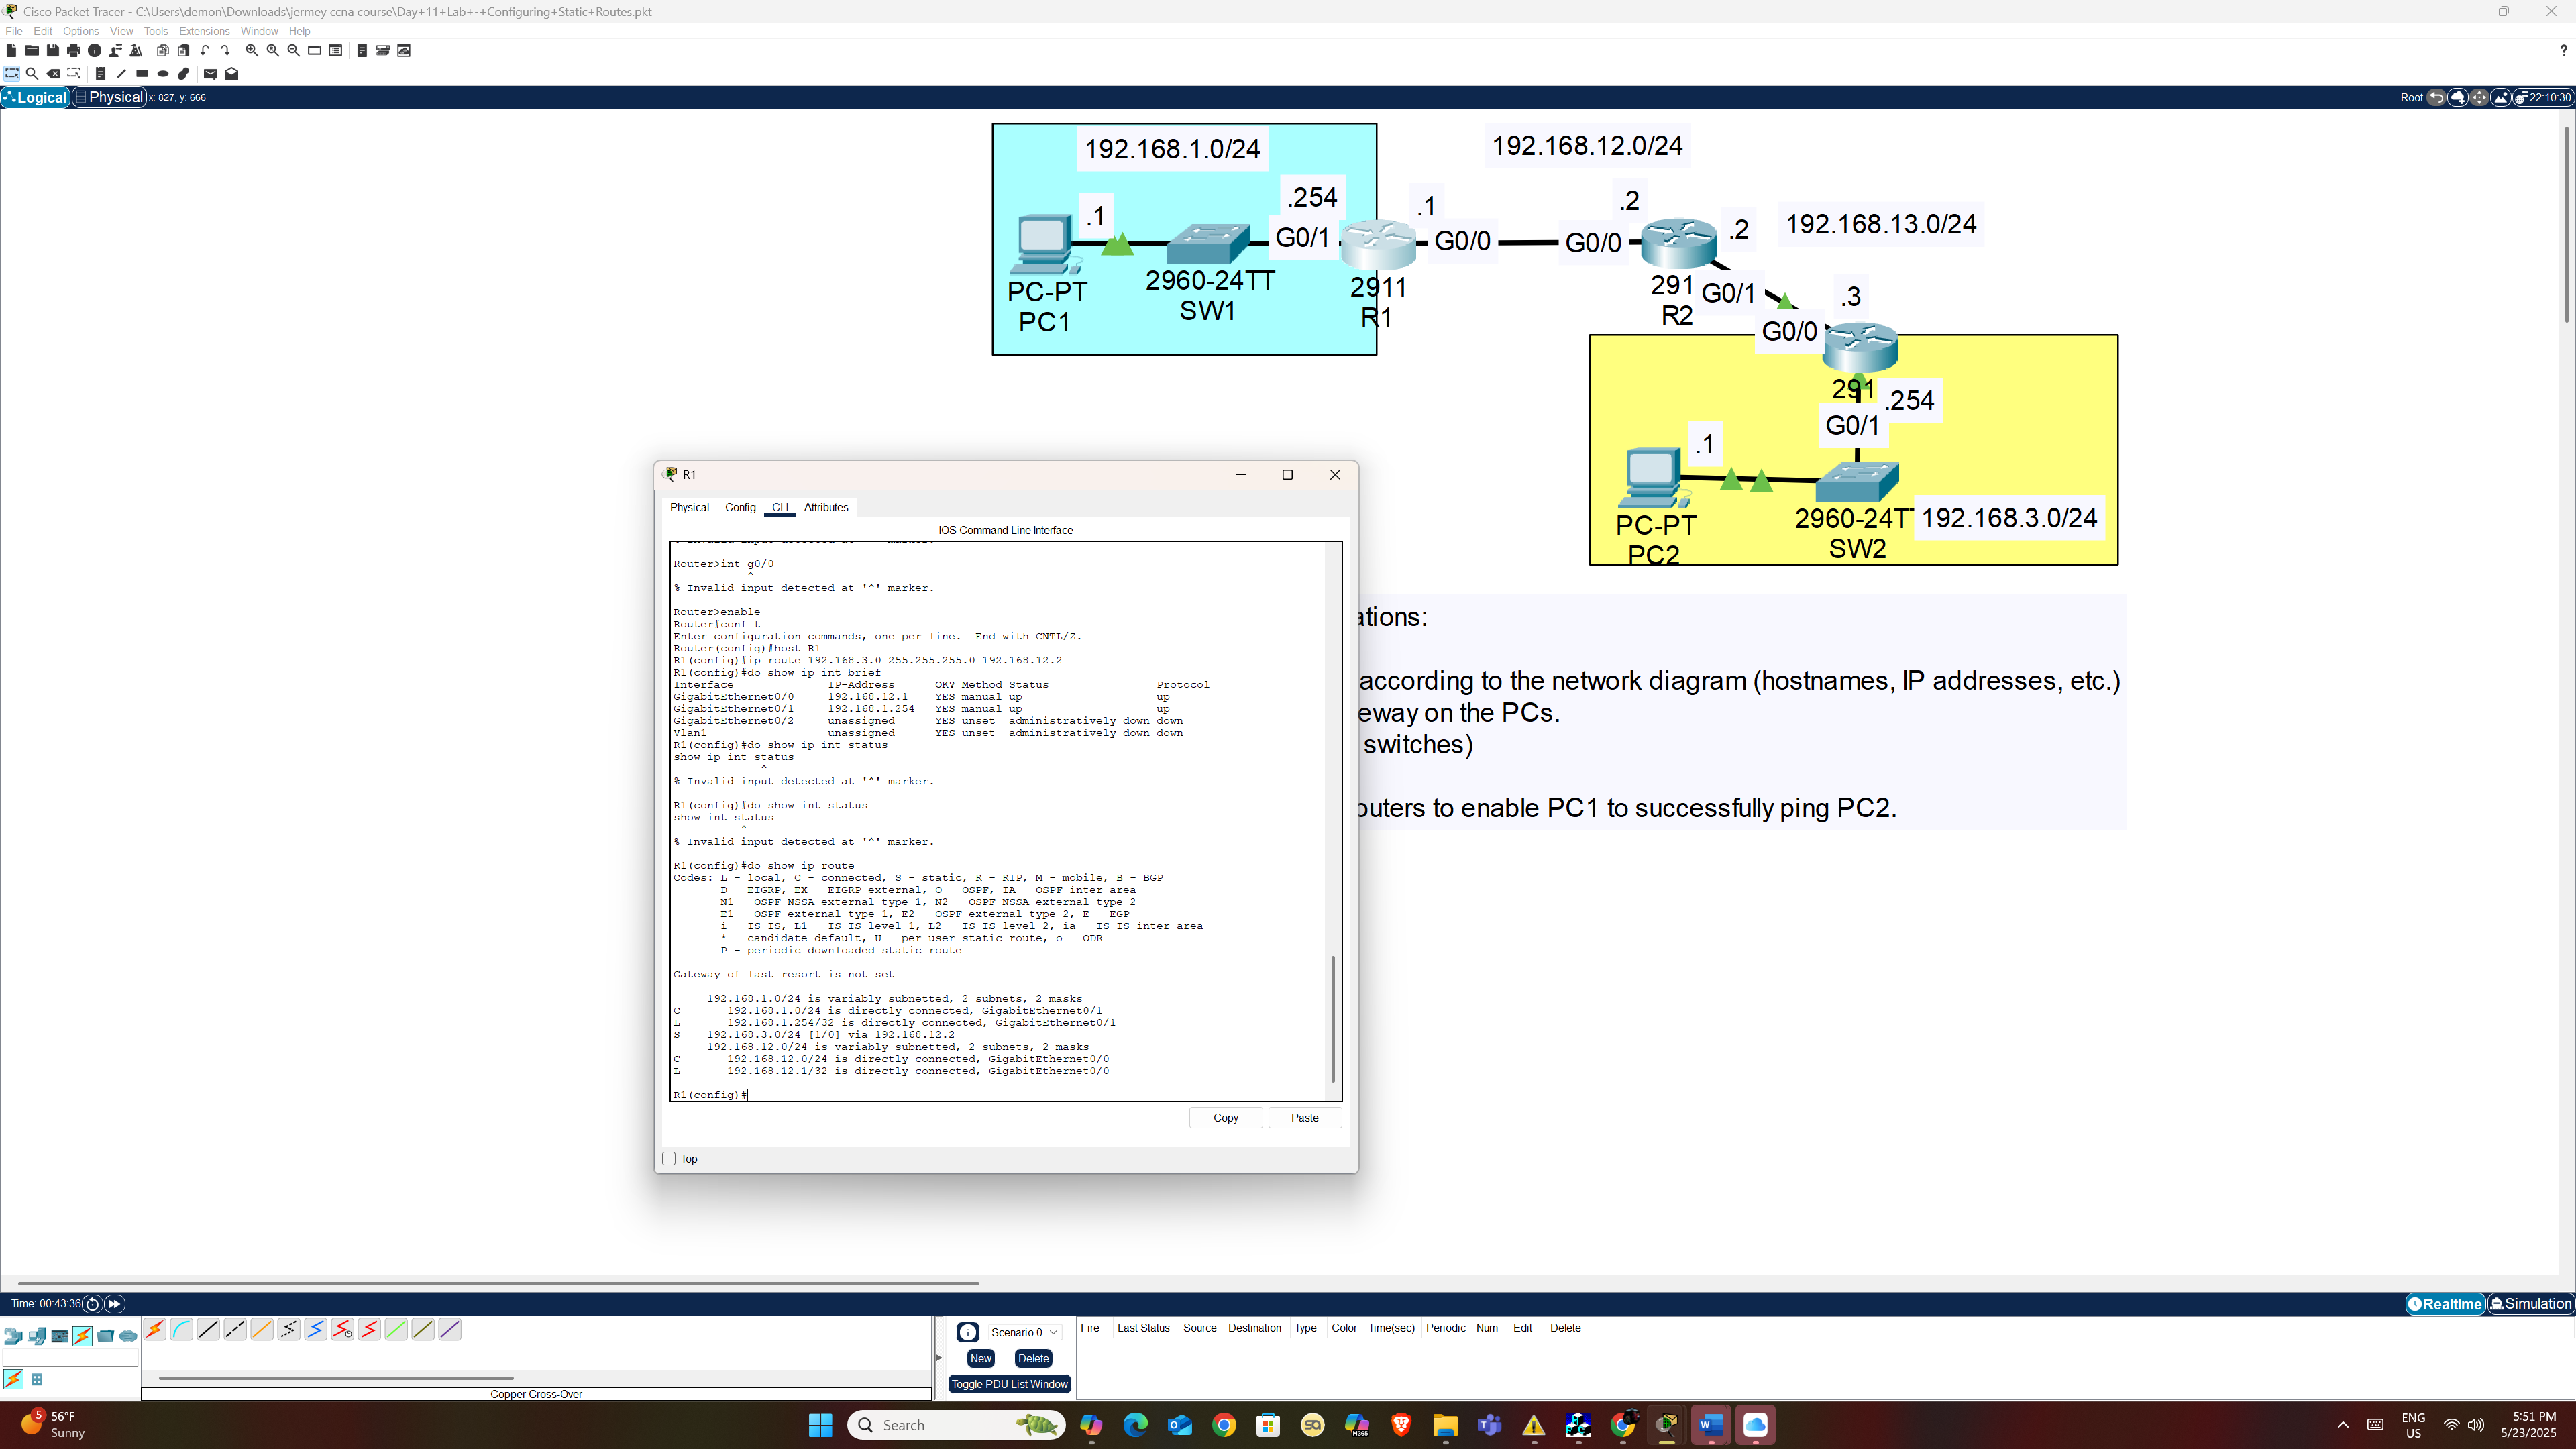 Cisco Packet Tracer - C:\Users\demon\Downloads\jermey ccna course\Day+11+Lab+-+Configuring+Static+Routes.pkt
File Edit Options View Tools Extensions Window Help
?
Logical Physical x: 827, y: 666 Root 22:10:30
192.168.1.0/24
192.168.12.0/24
.254 .1 .2
.1 .2 192.168.13.0/24
G0/1 G0/0 G0/0
2960-24TT 2911 291 G0/1 .3
PC-PT SW1 R1 R2
PC1 G0/0
291 .254
G0/1
.1
PC-PT 2960-24T 192.168.3.0/24
PC2 SW2
ations:
according to the network diagram (hostnames, IP addresses, etc.)
eway on the PCs.
switches)
outers to enable PC1 to successfully ping PC2.
R1
Physical Config CLI Attributes
IOS Command Line Interface
% Invalid input detected at '^' marker.
Router>int g0/0
^
% Invalid input detected at '^' marker.
Router>enable
Router#conf t
Enter configuration commands, one per line.  End with CNTL/Z.
Router(config)#host R1
R1(config)#ip route 192.168.3.0 255.255.255.0 192.168.12.2
R1(config)#do show ip int brief
Interface IP-Address OK? Method Status Protocol
GigabitEthernet0/0 192.168.12.1 YES manual up up
GigabitEthernet0/1 192.168.1.254 YES manual up up
GigabitEthernet0/2 unassigned YES unset administratively down down
Vlan1 unassigned YES unset administratively down down
R1(config)#do show ip int status
show ip int status
^
% Invalid input detected at '^' marker.
R1(config)#do show int status
show int status
^
% Invalid input detected at '^' marker.
R1(config)#do show ip route
Codes: L - local, C - connected, S - static, R - RIP, M - mobile, B - BGP
D - EIGRP, EX - EIGRP external, O - OSPF, IA - OSPF inter area
N1 - OSPF NSSA external type 1, N2 - OSPF NSSA external type 2
E1 - OSPF external type 1, E2 - OSPF external type 2, E - EGP
i - IS-IS, L1 - IS-IS level-1, L2 - IS-IS level-2, ia - IS-IS inter area
* - candidate default, U - per-user static route, o - ODR
P - periodic downloaded static route
Gateway of last resort is not set
192.168.1.0/24 is variably subnetted, 2 subnets, 2 masks
C 192.168.1.0/24 is directly connected, GigabitEthernet0/1
L 192.168.1.254/32 is directly connected, GigabitEthernet0/1
S 192.168.3.0/24 [1/0] via 192.168.12.2
192.168.12.0/24 is variably subnetted, 2 subnets, 2 masks
C 192.168.12.0/24 is directly connected, GigabitEthernet0/0
L 192.168.12.1/32 is directly connected, GigabitEthernet0/0
R1(config)#
Copy Paste
Top
Time: 00:43:36 Realtime Simulation
Scenario 0
New Delete
Toggle PDU List Window
Fire Last Status Source Destination Type Color Time(sec) Periodic Num Edit Delete
Copper Cross-Over
5 56°F
Sunny
Search
M365
ENG
US
5:51 PM
5/23/2025